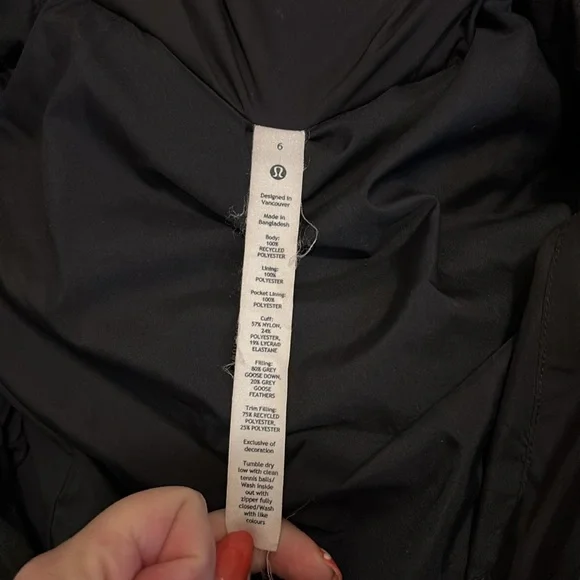 6
Designed in
Vancouver
Made in
Bangladesh
Body:
100%
RECYCLED
POLYESTER
Lining:
100%
POLYESTER
Pocket Lining:
100%
POLYESTER
Cuff:
57% NYLON,
24%
POLYESTER,
19% LYCRA®
ELASTANE
Filling:
80% GREY
GOOSE DOWN,
20% GREY
GOOSE
FEATHERS
Trim Filling:
75% RECYCLED
POLYESTER,
25% POLYESTER
Exclusive of
decoration
Tumble dry
low with clean
tennis balls/
Wash inside
out with
zipper fully
closed/Wash
with like
colours